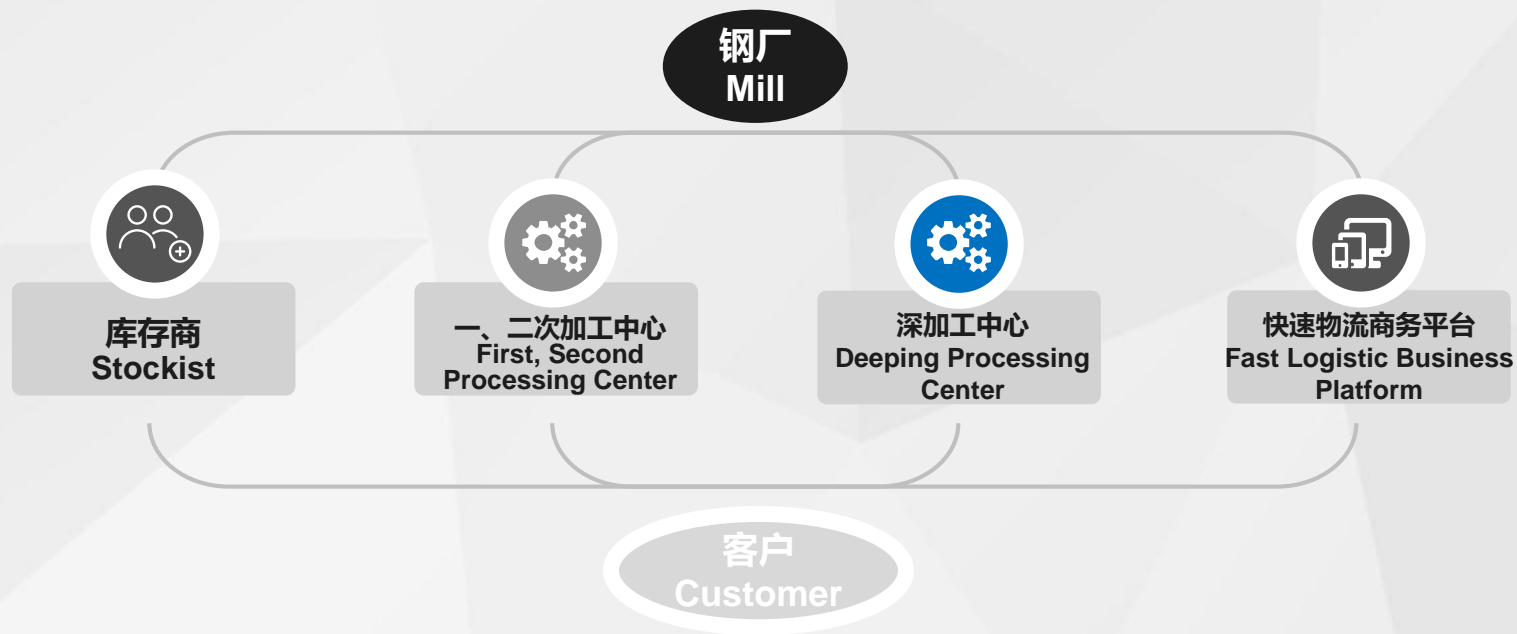 钢厂
Mill
库存商
Stockist
一、二次加工中心
First, Second
Processing Center
深加工中心
Deeping Processing
Center
快速物流商务平台
Fast Logistic Business
Platform
客户
Customer